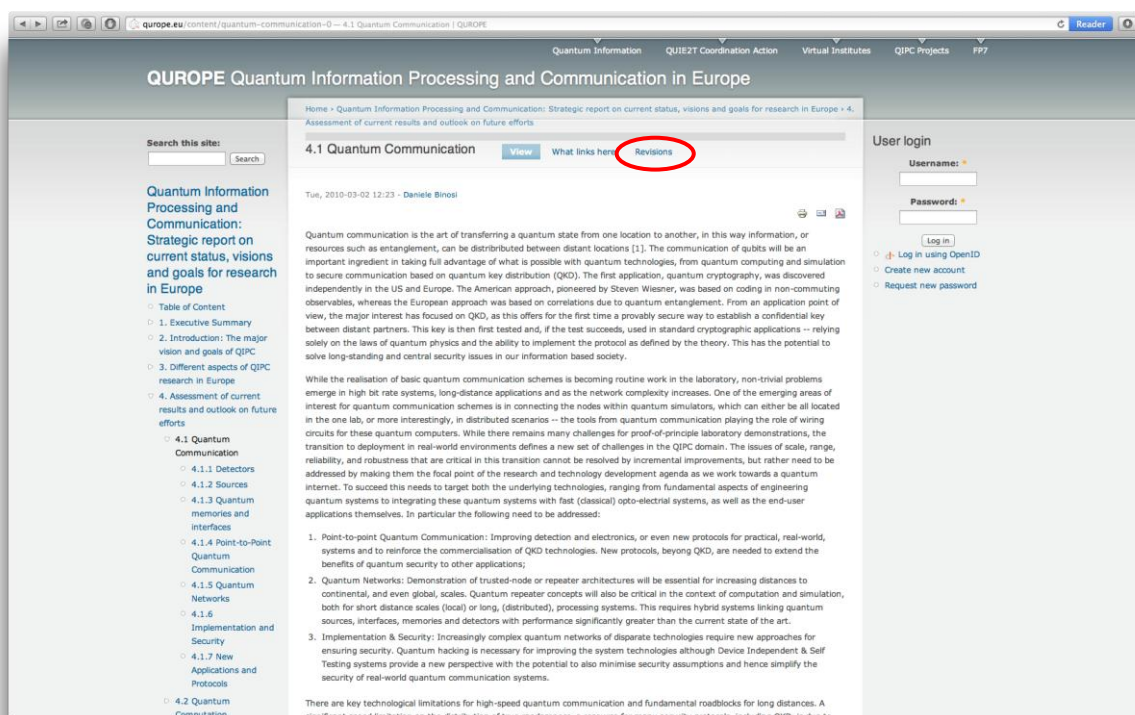 qurope.eu/content/quantum-communication-0 — 4.1 Quantum Communication | QUROPE
Reader
Quantum Information
QUIE2T Coordination Action
Virtual Institutes
QIPC Projects
FP7
QUROPE Quantum Information Processing and Communication in Europe
Home › Quantum Information Processing and Communication: Strategic report on current status, visions and goals for research in Europe › 4.
Assessment of current results and outlook on future efforts
Search this site:
Search
Quantum Information
Processing and
Communication:
Strategic report on
current status, visions
and goals for research
in Europe
Table of Content
1. Executive Summary
2. Introduction: The major
vision and goals of QIPC
3. Different aspects of QIPC
research in Europe
4. Assessment of current
results and outlook on future
efforts
4.1 Quantum
Communication
4.1.1 Detectors
4.1.2 Sources
4.1.3 Quantum
memories and
interfaces
4.1.4 Point-to-Point
Quantum
Communication
4.1.5 Quantum
Networks
4.1.6
Implementation and
Security
4.1.7 New
Applications and
Protocols
4.2 Quantum
Computation
4.1 Quantum Communication
View
What links here
Revisions
Tue, 2010-03-02 12:23 - Daniele Binosi
Quantum communication is the art of transferring a quantum state from one location to another, in this way information, or
resources such as entanglement, can be distribributed between distant locations [1]. The communication of qubits will be an
important ingredient in taking full advantage of what is possible with quantum technologies, from quantum computing and simulation
to secure communication based on quantum key distribution (QKD). The first application, quantum cryptography, was discovered
independently in the US and Europe. The American approach, pioneered by Steven Wiesner, was based on coding in non-commuting
observables, whereas the European approach was based on correlations due to quantum entanglement. From an application point of
view, the major interest has focused on QKD, as this offers for the first time a provably secure way to establish a confidential key
between distant partners. This key is then first tested and, if the test succeeds, used in standard cryptographic applications -- relying
solely on the laws of quantum physics and the ability to implement the protocol as defined by the theory. This has the potential to
solve long-standing and central security issues in our information based society.
While the realisation of basic quantum communication schemes is becoming routine work in the laboratory, non-trivial problems
emerge in high bit rate systems, long-distance applications and as the network complexity increases. One of the emerging areas of
interest for quantum communication schemes is in connecting the nodes within quantum simulators, which can either be all located
in the one lab, or more interestingly, in distributed scenarios -- the tools from quantum communication playing the role of wiring
circuits for these quantum computers. While there remains many challenges for proof-of-principle laboratory demonstrations, the
transition to deployment in real-world environments defines a new set of challenges in the QIPC domain. The issues of scale, range,
reliability, and robustness that are critical in this transition cannot be resolved by incremental improvements, but rather need to be
addressed by making them the focal point of the research and technology development agenda as we work towards a quantum
internet. To succeed this needs to target both the underlying technologies, ranging from fundamental aspects of engineering
quantum systems to integrating these quantum systems with fast (classical) opto-electrial systems, as well as the end-user
applications themselves. In particular the following need to be addressed:
1. Point-to-point Quantum Communication: Improving detection and electronics, or even new protocols for practical, real-world,
systems and to reinforce the commercialisation of QKD technologies. New protocols, beyong QKD, are needed to extend the
benefits of quantum security to other applications;
2. Quantum Networks: Demonstration of trusted-node or repeater architectures will be essential for increasing distances to
continental, and even global, scales. Quantum repeater concepts will also be critical in the context of computation and simulation,
both for short distance scales (local) or long, (distributed), processing systems. This requires hybrid systems linking quantum
sources, interfaces, memories and detectors with performance significantly greater than the current state of the art.
3. Implementation & Security: Increasingly complex quantum networks of disparate technologies require new approaches for
ensuring security. Quantum hacking is necessary for improving the system technologies although Device Independent & Self
Testing systems provide a new perspective with the potential to also minimise security assumptions and hence simplify the
security of real-world quantum communication systems.
There are key technological limitations for high-speed quantum communication and fundamental roadblocks for long distances. A
User login
Username: *
Password: *
Log in
Log in using OpenID
Create new account
Request new password